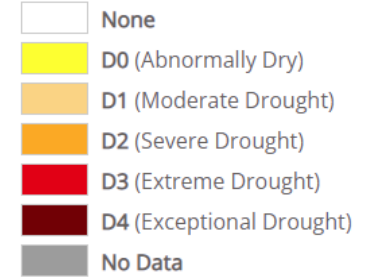 None
D0 (Abnormally Dry)
D1 (Moderate Drought)
D2 (Severe Drought)
D3 (Extreme Drought)
D4 (Exceptional Drought)
No Data